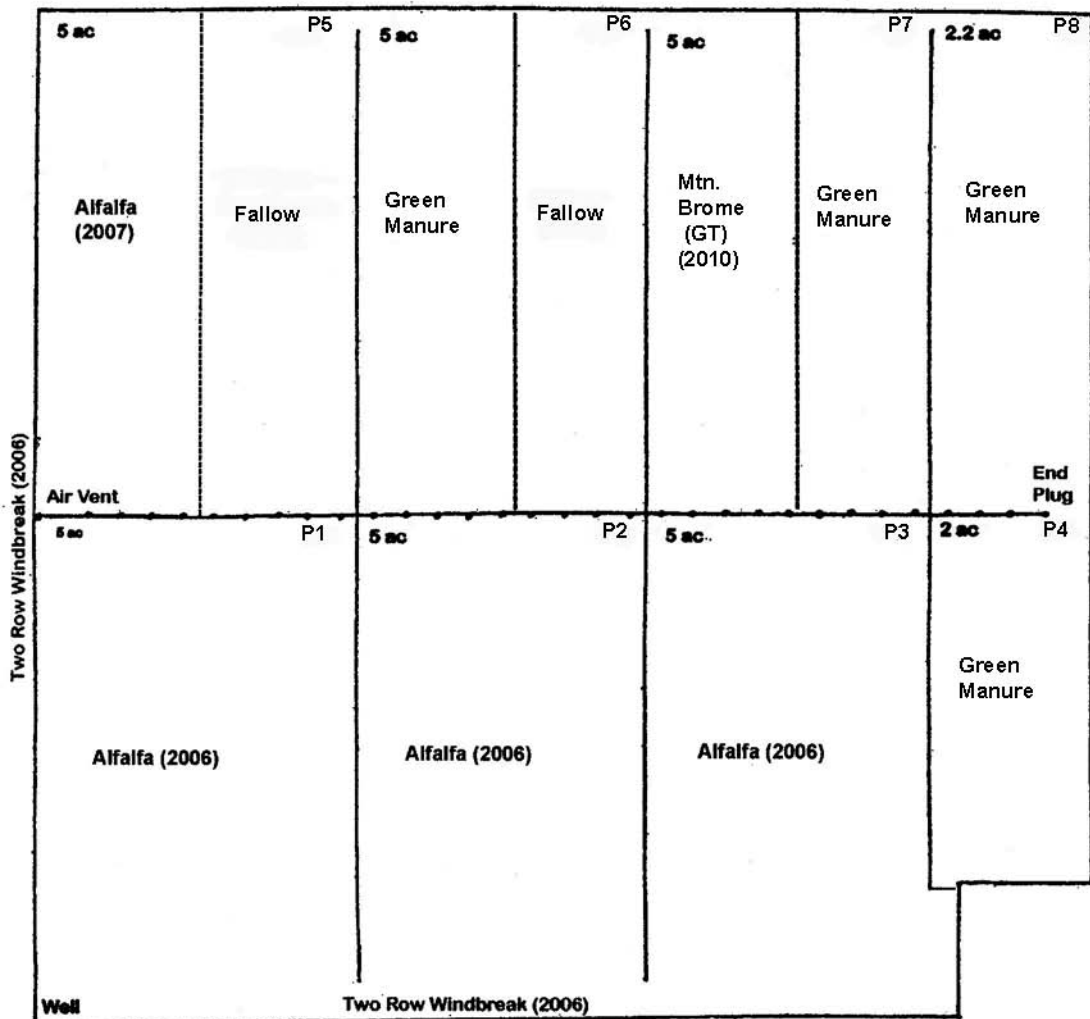 5 ac P5
5 ac P6
5 ac P7
2.2 ac P8
Alfalfa
(2007)
Fallow
Green
Manure
Fallow
Mtn.
Brome
(GT)
(2010)
Green
Manure
Green
Manure
Two Row Windbreak (2006)
Air Vent
End
Plug
5 ac P1
5 ac P2
5 ac.. P3
2 ac P4
Alfalfa (2006)
Alfalfa (2006)
Alfalfa (2006)
Green
Manure
Well
Two Row Windbreak (2006)